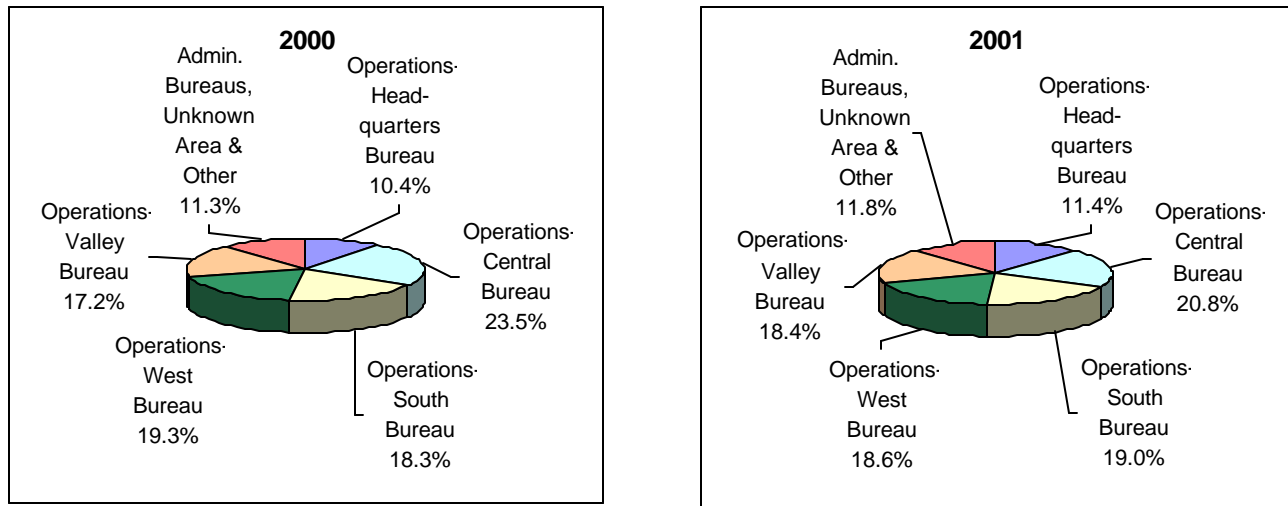 2000
Admin.
Bureaus,
Unknown
Area &
Other
11.3%
Operations-
Head-
quarters
Bureau
10.4%
Operations-
Central
Bureau
23.5%
Operations-
South
Bureau
18.3%
Operations-
West
Bureau
19.3%
Operations-
Valley
Bureau
17.2%
2001
Admin.
Bureaus,
Unknown
Area &
Other
11.8%
Operations-
Head-
quarters
Bureau
11.4%
Operations-
Central
Bureau
20.8%
Operations-
South
Bureau
19.0%
Operations-
West
Bureau
18.6%
Operations-
Valley
Bureau
18.4%